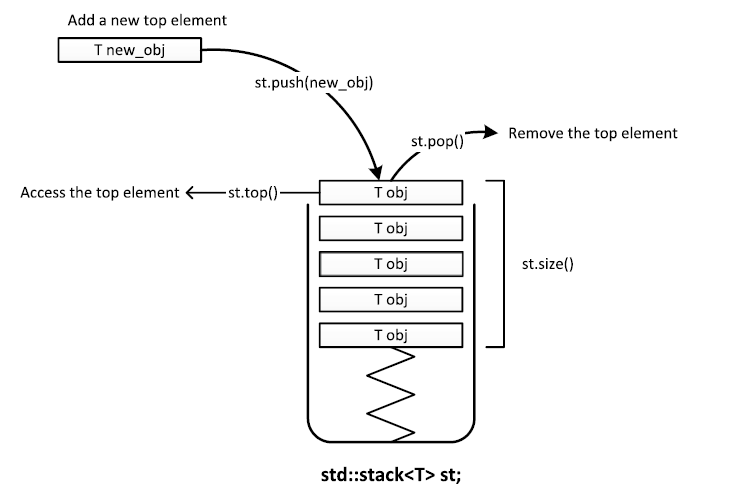 Add a new top element
T new_obj
st.push(new_obj)
st.pop()
Remove the top element
Access the top element
st.top()
T obj
T obj
T obj
T obj
T obj
st.size()
std::stack<T> st;